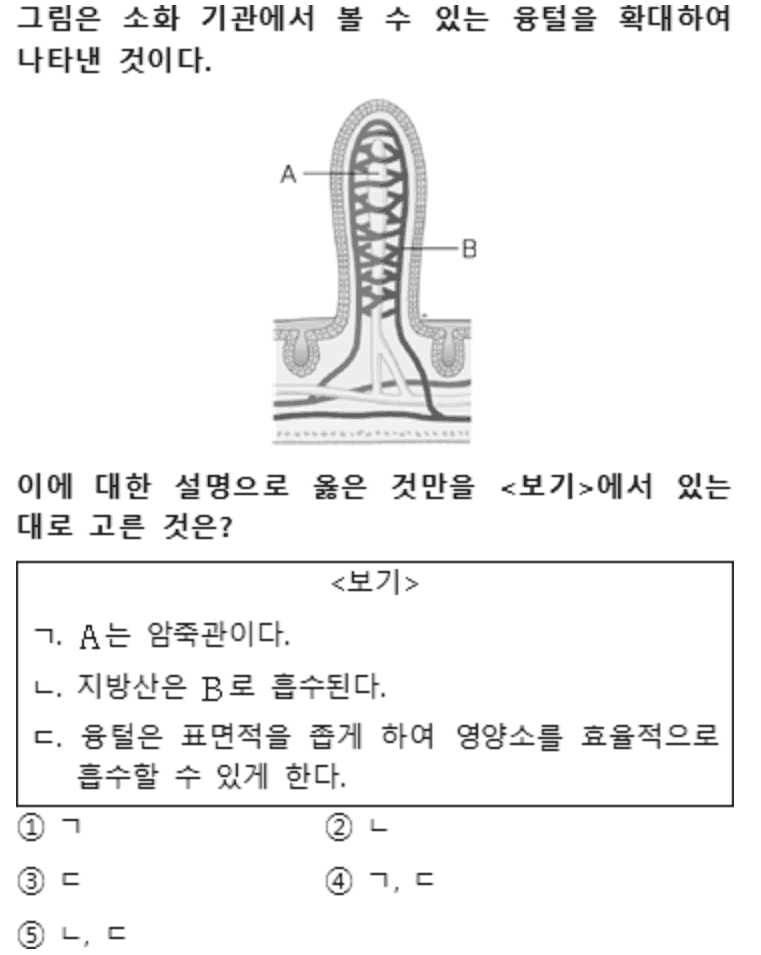 그림은 소화 기관에서 볼 수 있는 융털을 확대하여
나타낸 것이다.
A
B
이에 대한 설명으로 옳은 것만을 <보기>에서 있는
대로 고른 것은?
<보기>
ㄱ. A는 암죽관이다.
ㄴ. 지방산은 B로 흡수된다.
ㄷ. 융털은 표면적을 좁게 하여 영양소를 효율적으로
흡수할 수 있게 한다.
① ㄱ ② ㄴ
③ ㄷ ④ ㄱ, ㄷ
⑤ ㄴ, ㄷ